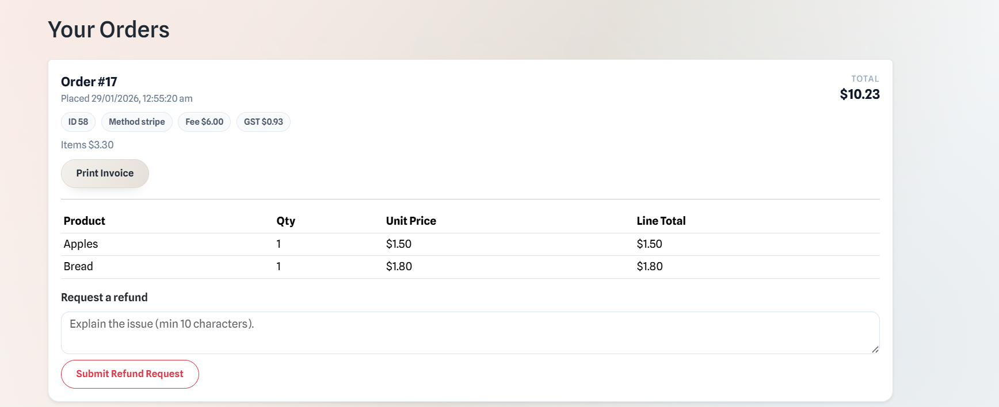 Your Orders
Order #17
TOTAL
Placed 29/01/2026, 12:55:20 am
$10.23
ID 58 Method stripe Fee $6.00 GST $0.93
Items $3.30
Print Invoice
Product Qty Unit Price Line Total
Apples 1 $1.50 $1.50
Bread 1 $1.80 $1.80
Request a refund
Explain the issue (min 10 characters).
Submit Refund Request